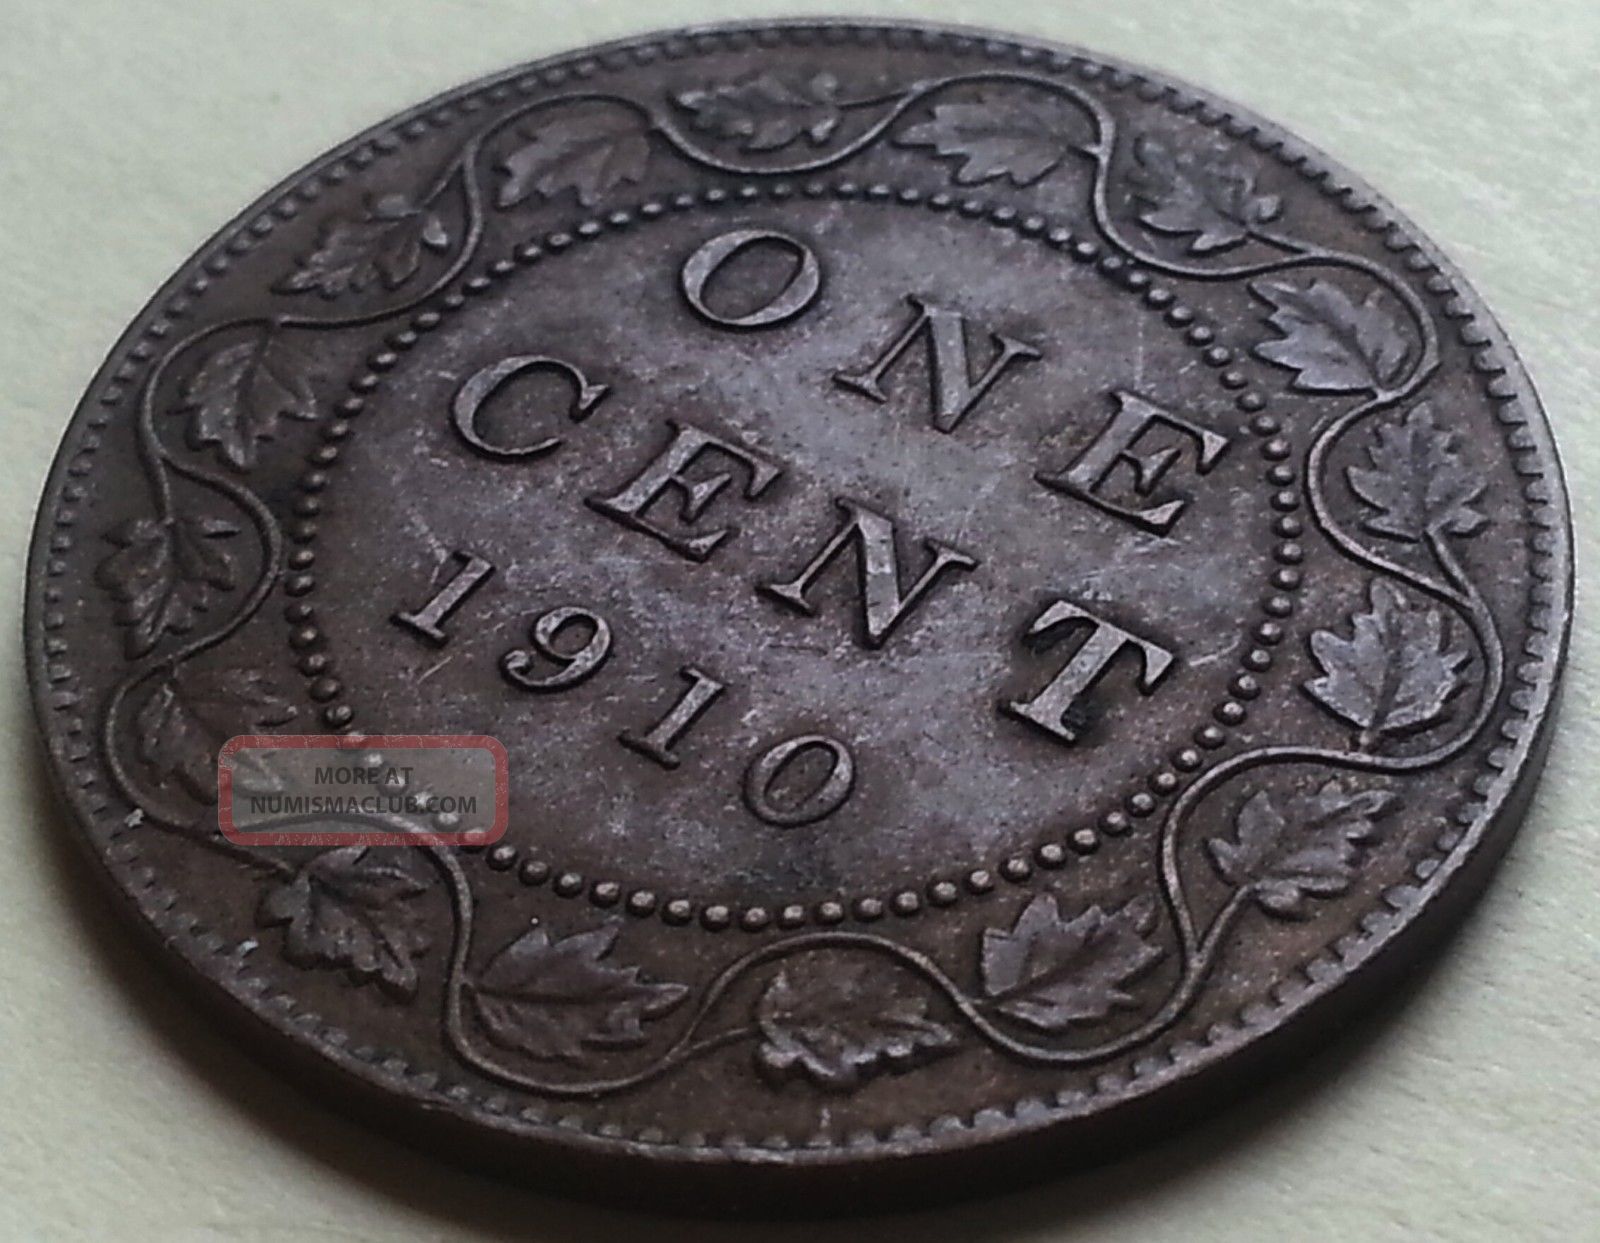 ONE
CENT
1910
MORE AT
NUMISMACLUB.COM